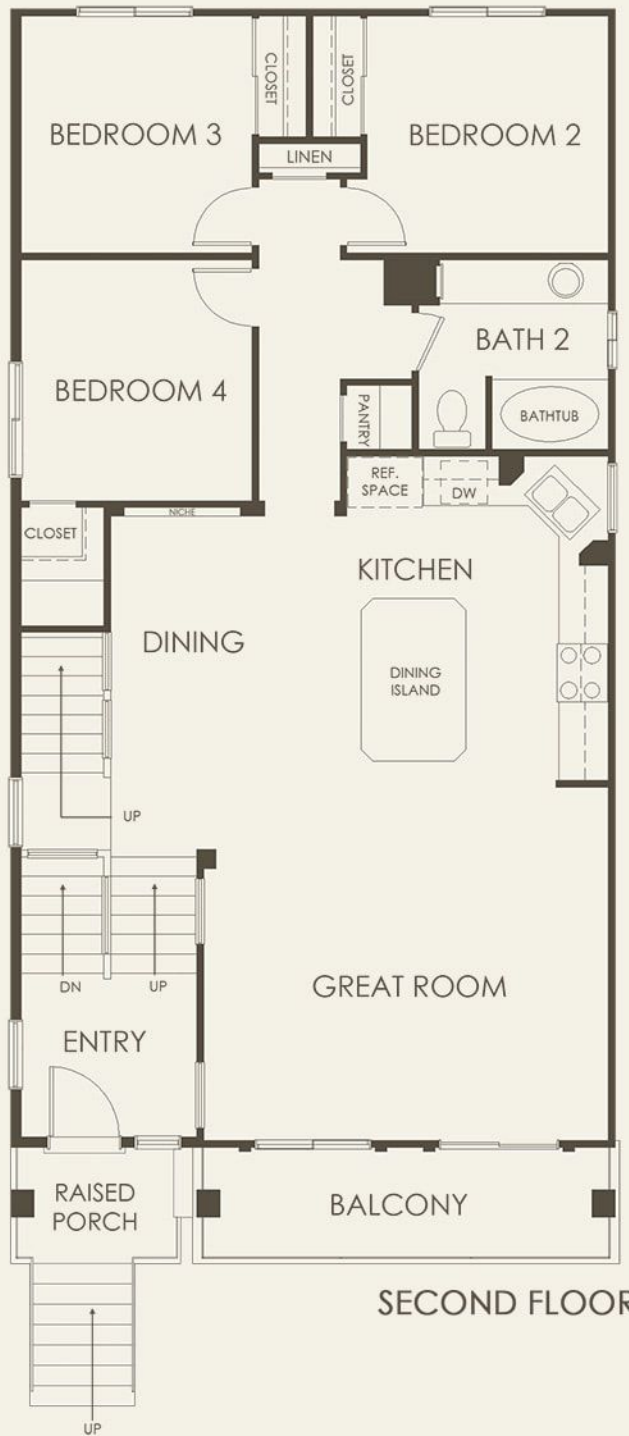 CLOSET
CLOSET
BEDROOM 3
BEDROOM 2
LINEN
BEDROOM 4
BATH 2
BATHTUB
PANTRY
REF.
SPACE
DW
NICHE
CLOSET
KITCHEN
DINING
DINING
ISLAND
UP
DN
UP
GREAT ROOM
ENTRY
RAISED
PORCH
BALCONY
SECOND FLOOR
UP